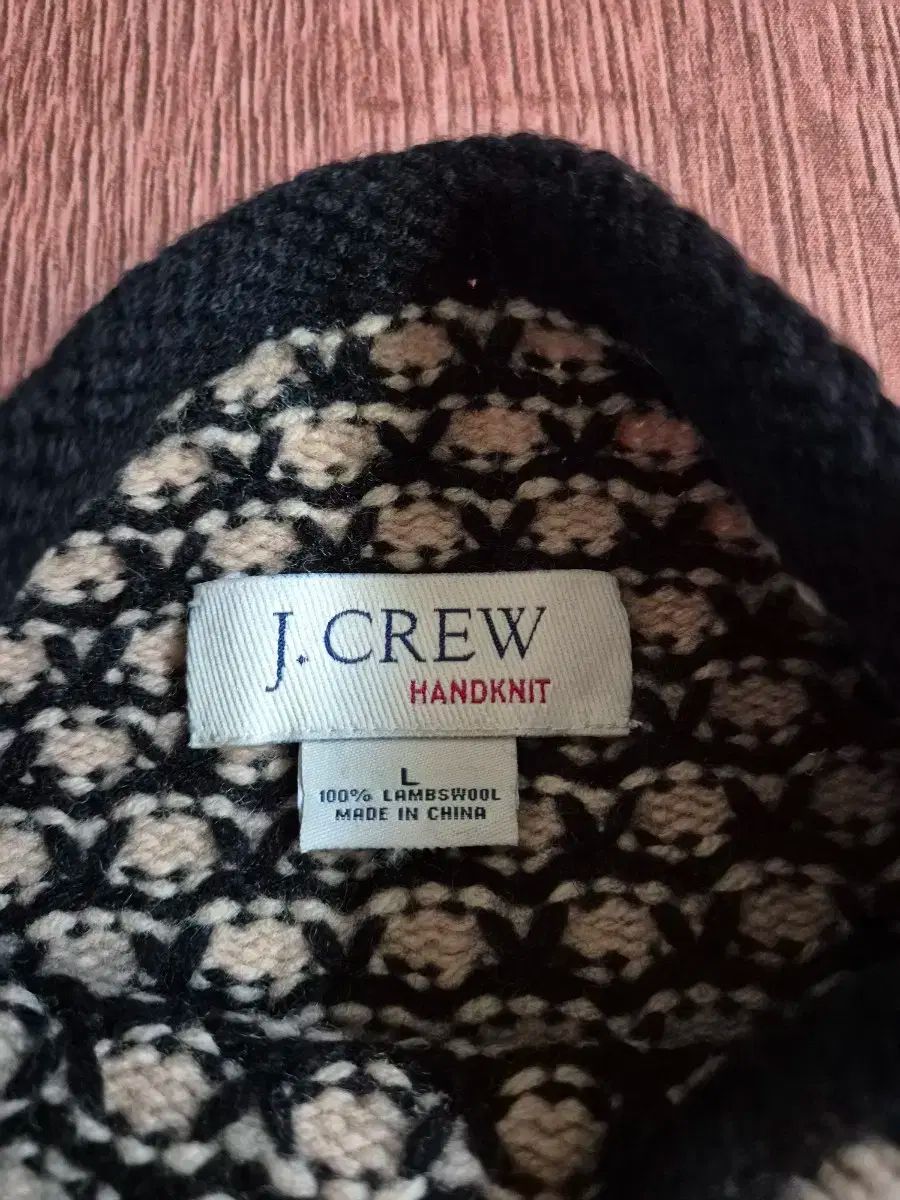 J.CREW
HANDKNIT
L
100% LAMBSWOOL
MADE IN CHINA